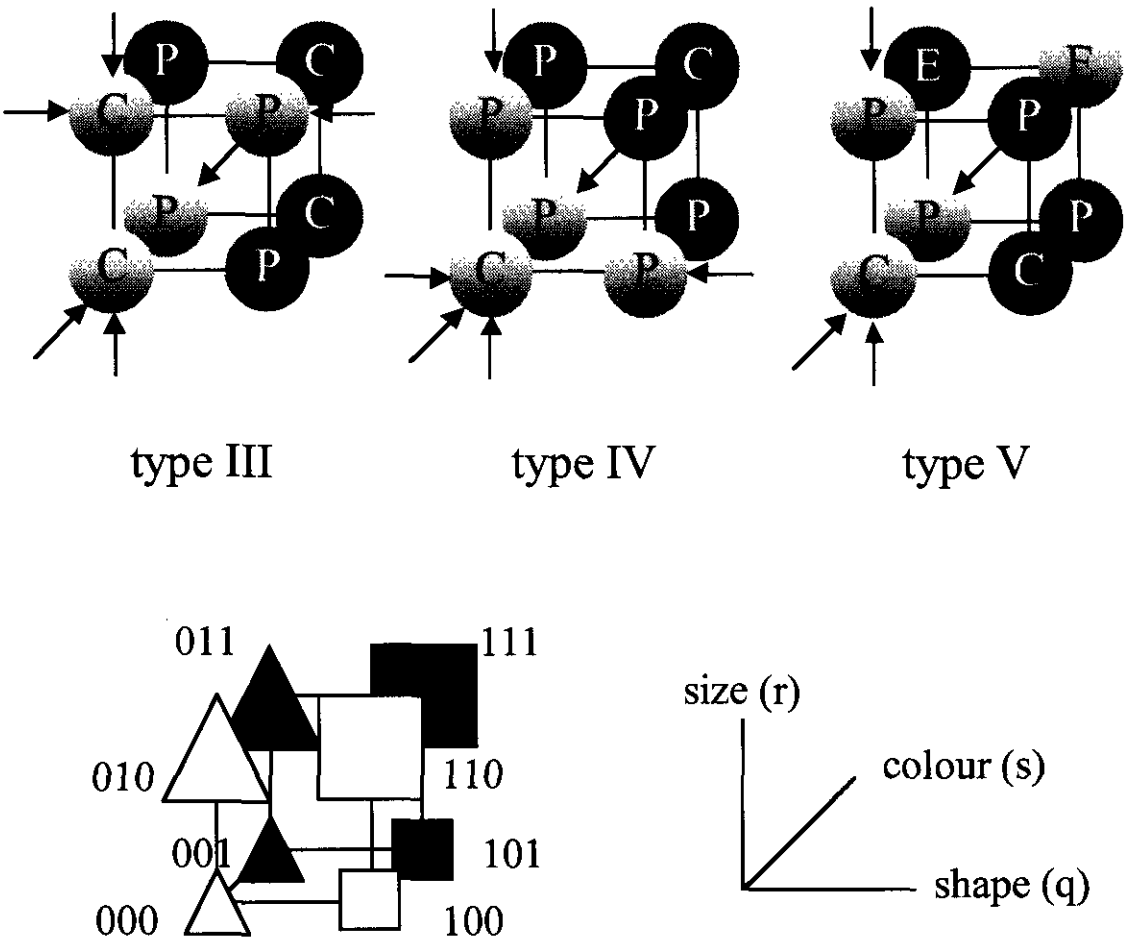 P C P C E E
C P P P P P
P C P P P P
C P C P C C
type III type IV type V
011 111
size (r)
colour (s)
010 110
001 101
shape (q)
000 100